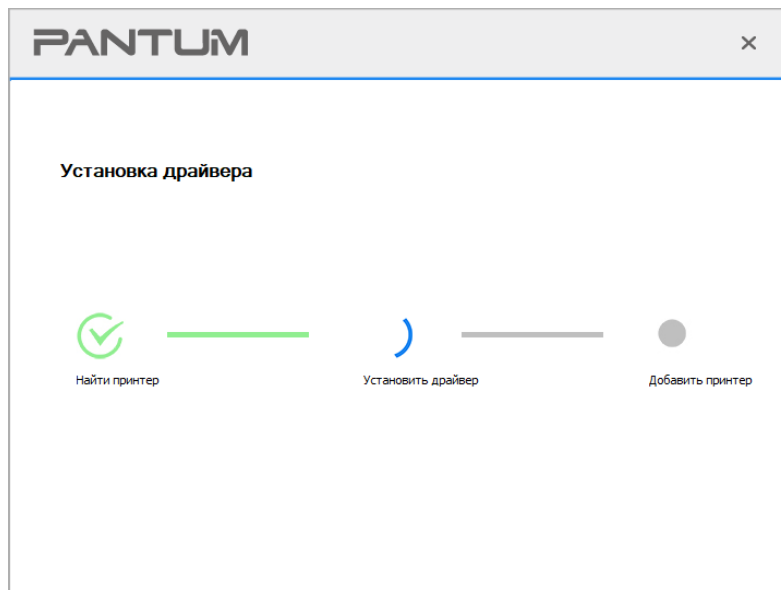 PANTUM
Установка драйвера
Найти принтер
Установить драйвер
Добавить принтер